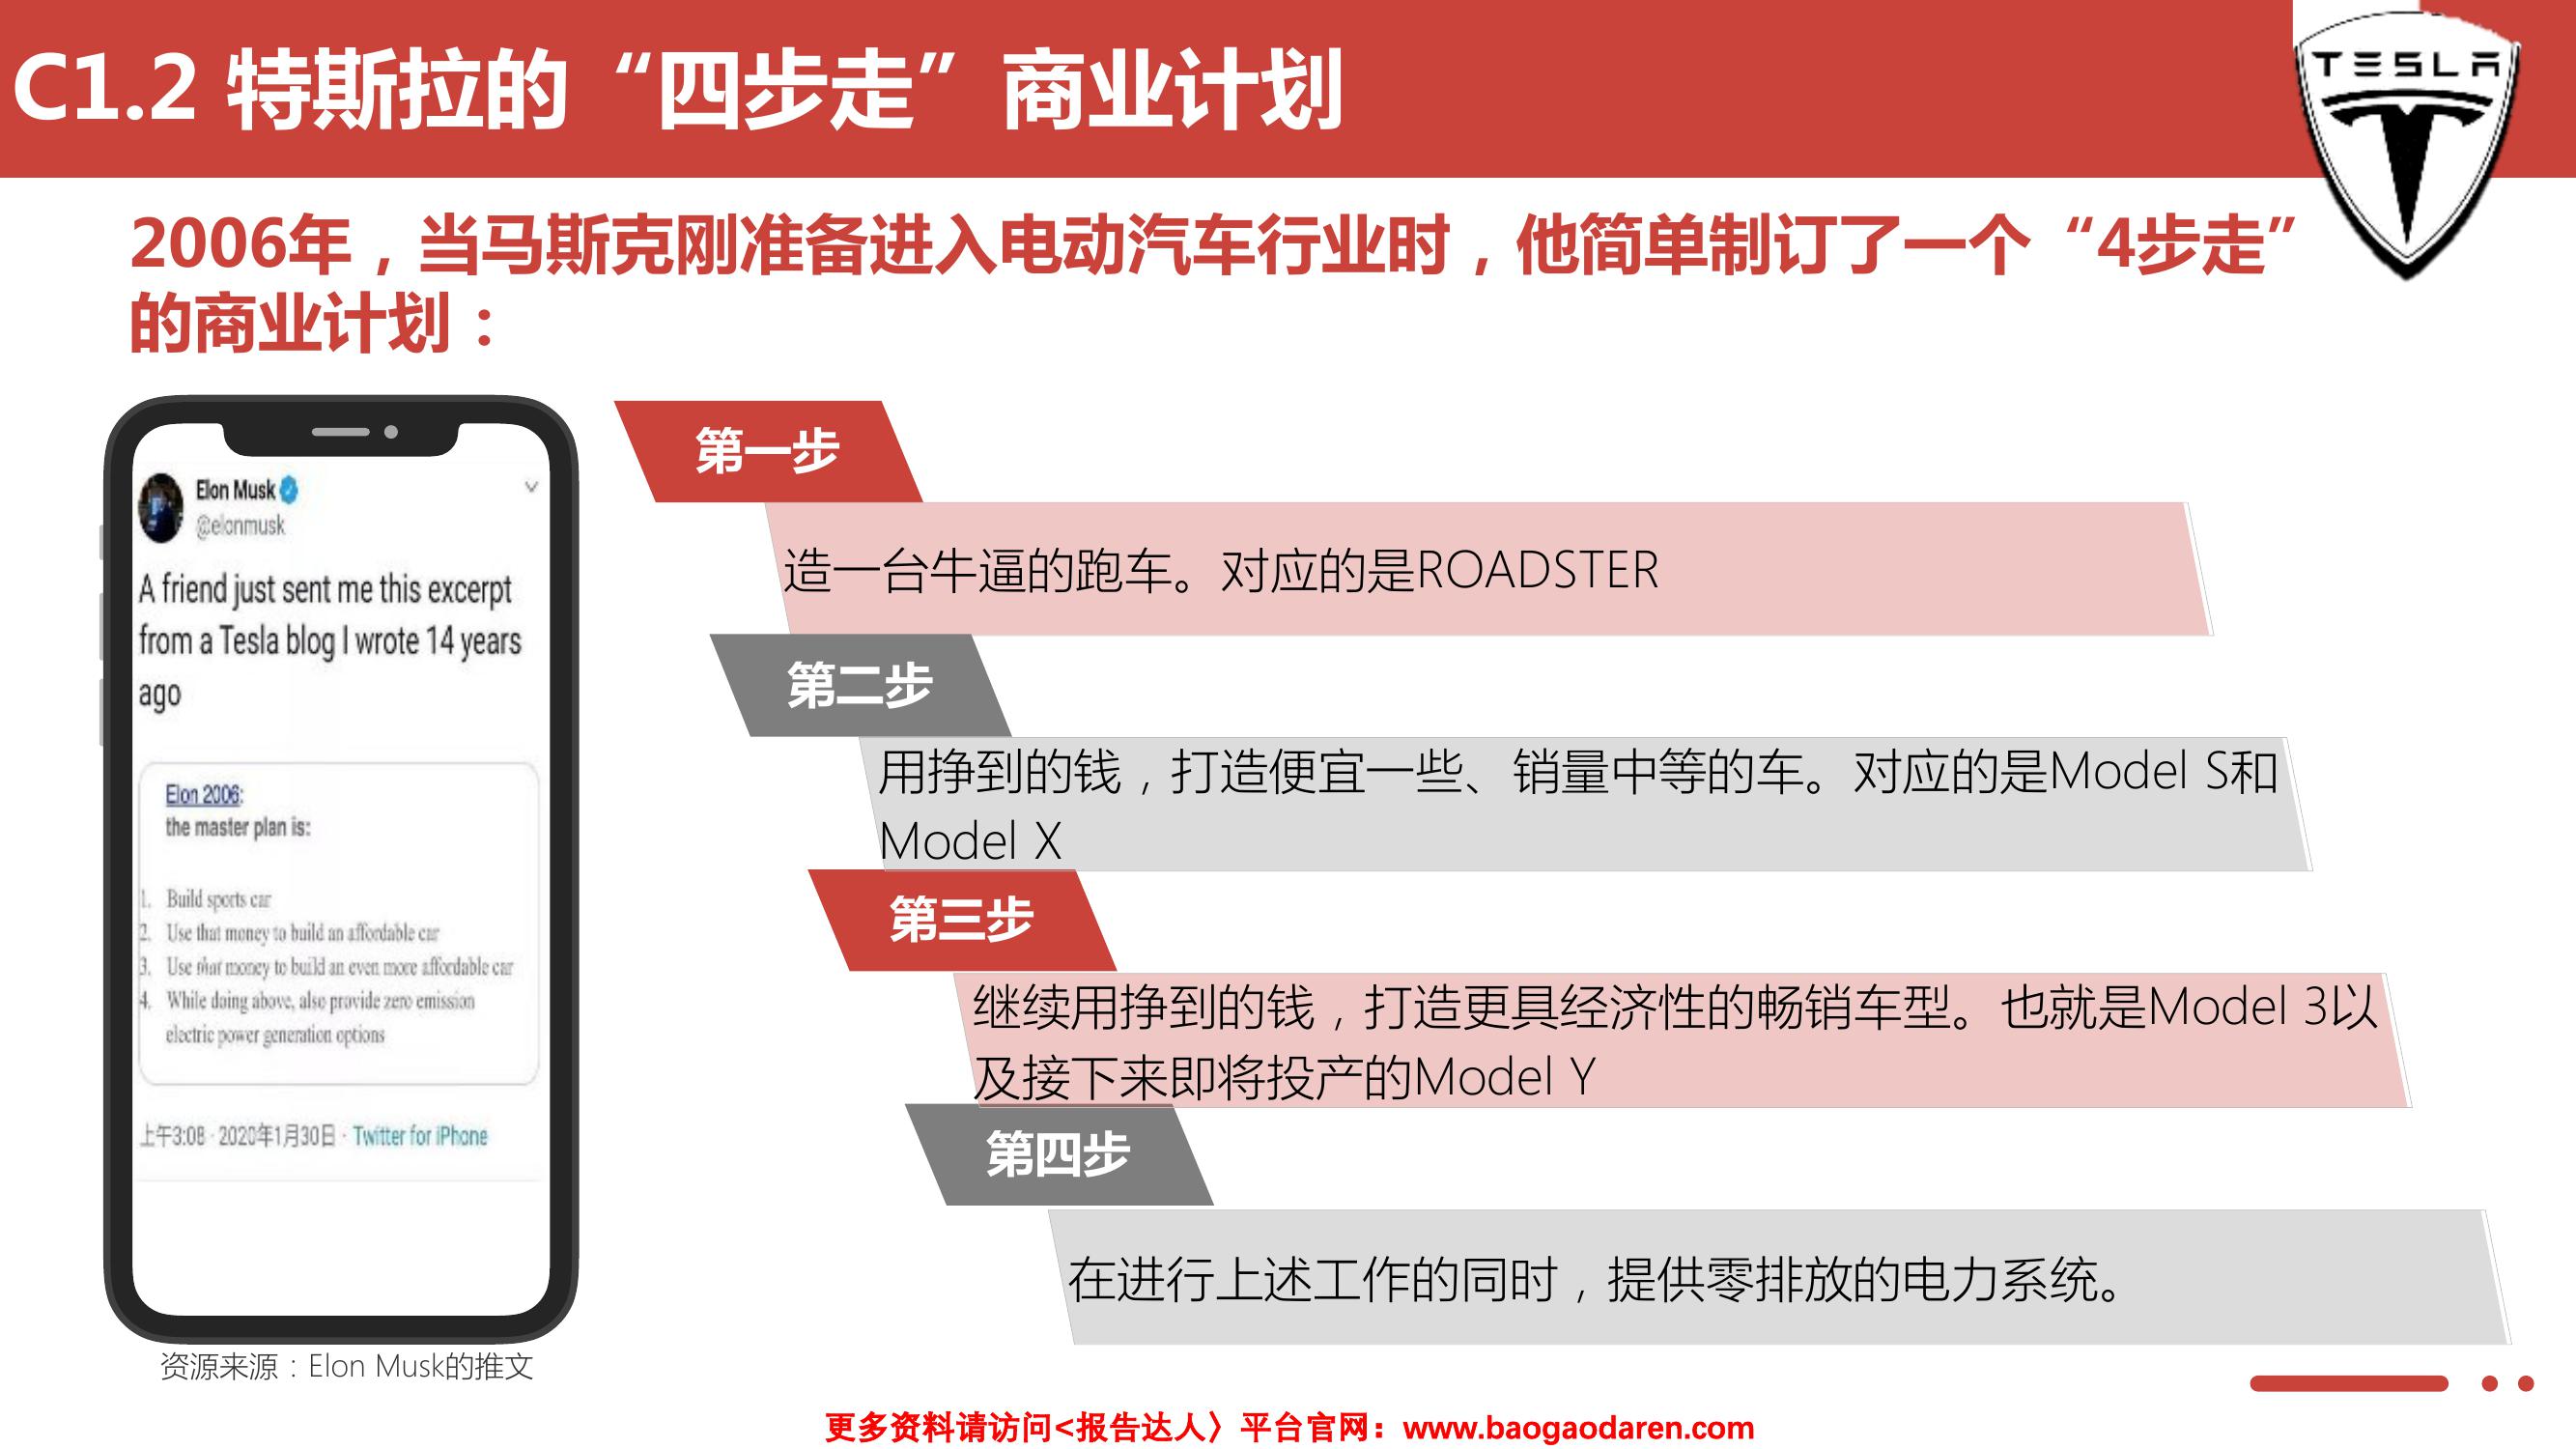 C1.2 特斯拉的“四步走”商业计划
TESLA
2006年，当马斯克刚准备进入电动汽车行业时，他简单制订了一个“4步走”
的商业计划：
Elon Musk
@elonmusk
A friend just sent me this excerpt
from a Tesla blog I wrote 14 years
ago
Elon 2006:
the master plan is:
1. Build sports car
2. Use that money to build an affordable car
3. Use that money to build an even more affordable car
4. While doing above, also provide zero emission
electric power generation options
上午3:08 · 2020年1月30日 · Twitter for iPhone
资源来源：Elon Musk的推文
第一步
造一台牛逼的跑车。对应的是ROADSTER
第二步
用挣到的钱，打造便宜一些、销量中等的车。对应的是Model S和
Model X
第三步
继续用挣到的钱，打造更具经济性的畅销车型。也就是Model 3以
及接下来即将投产的Model Y
第四步
在进行上述工作的同时，提供零排放的电力系统。
更多资料请访问<报告达人〉平台官网：www.baogaodaren.com